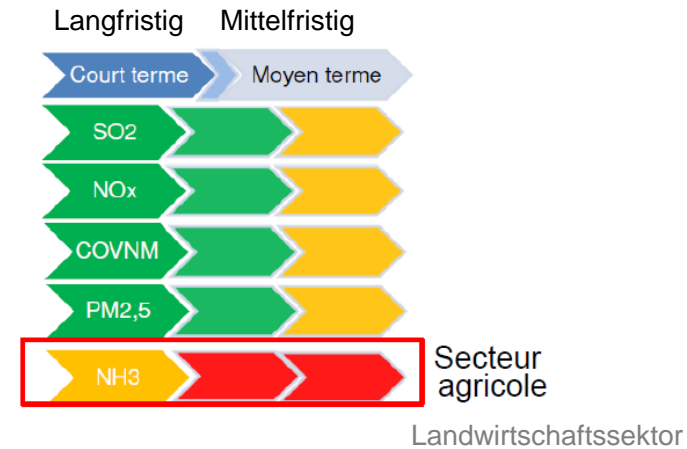 Langfristig Mittelfristig
Court terme Moyen terme
SO2
NOx
COVNM
PM2,5
NH3
Secteur
agricole
Landwirtschaftssektor